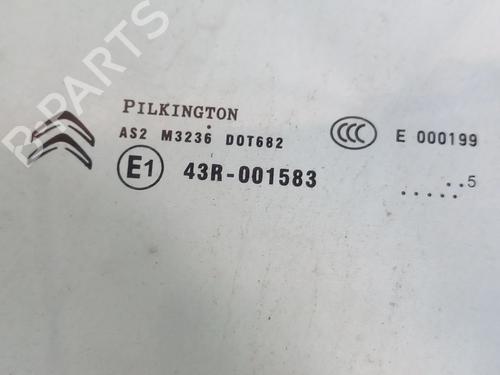 B-PARTS
PILKINGTON
AS2 M3236 DOT682
CCC E 000199
E1 43R-001583
..5
.....